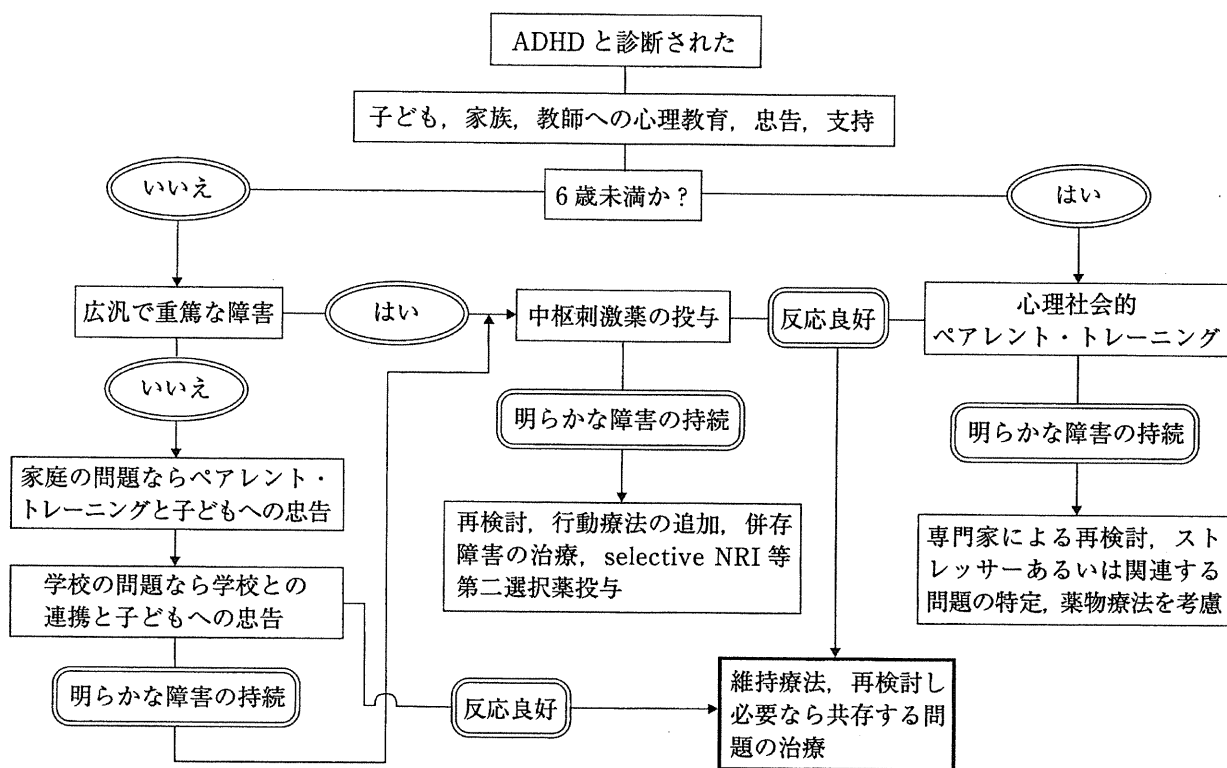 ADHD と診断された
子ども，家族，教師への心理教育，忠告，支持
いいえ
6歳未満か？
はい
広汎で重篤な障害
はい
中枢刺激薬の投与
反応良好
心理社会的
ペアレント・トレーニング
いいえ
明らかな障害の持続
明らかな障害の持続
家庭の問題ならペアレント・
トレーニングと子どもへの忠告
再検討，行動療法の追加，併存
障害の治療，selective NRI 等
第二選択薬投与
専門家による再検討，スト
レッサーあるいは関連する
問題の特定，薬物療法を考慮
学校の問題なら学校との
連携と子どもへの忠告
明らかな障害の持続
反応良好
維持療法，再検討し
必要なら共存する問
題の治療